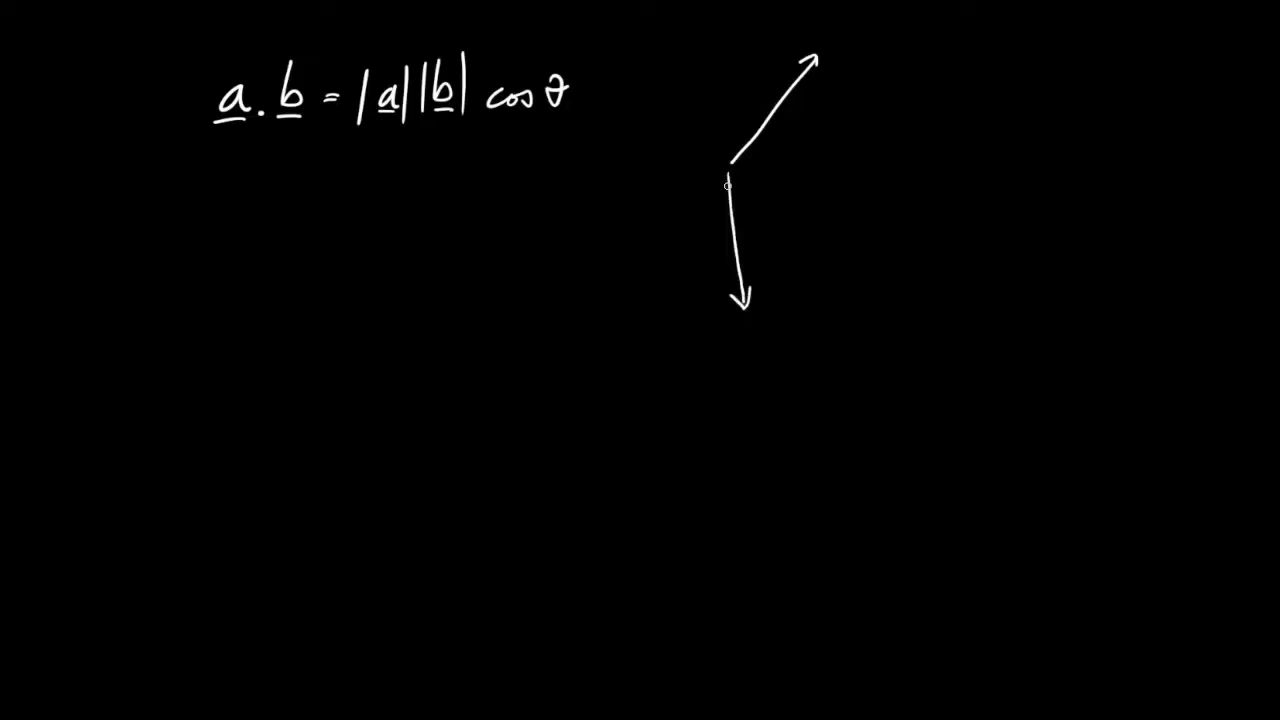 a . b = |a||b| cos θ